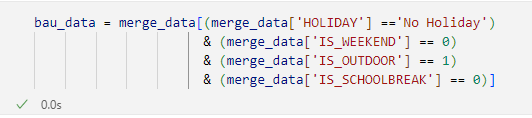 bau_data = merge_data[(merge_data['HOLIDAY'] =='No Holiday')
& (merge_data['IS_WEEKEND'] == 0)
& (merge_data['IS_OUTDOOR'] == 1)
& (merge_data['IS_SCHOOLBREAK'] == 0)]
✓ 0.0s